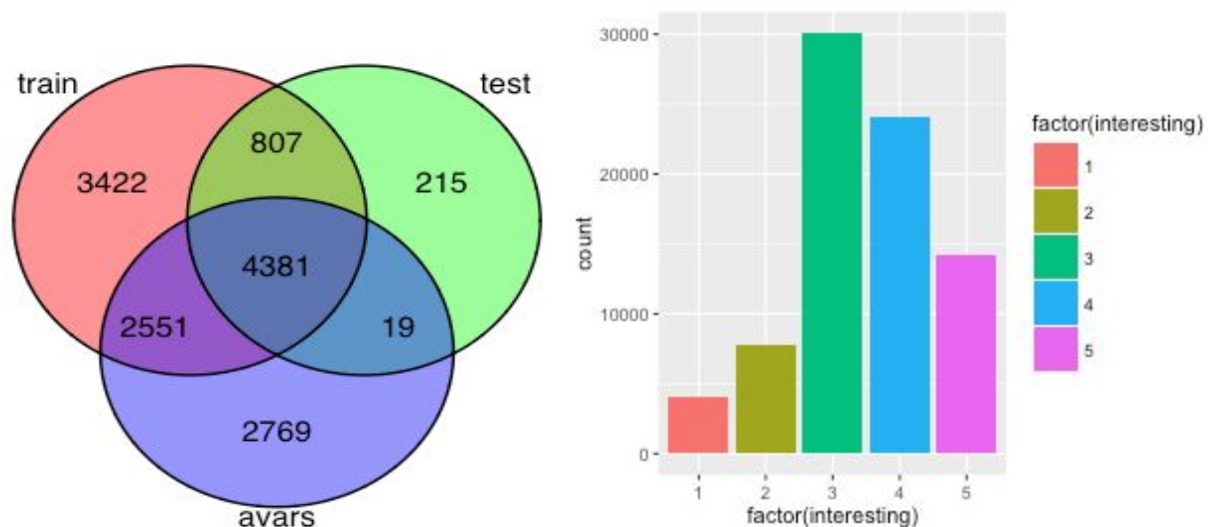 train
test
807
3422
215
4381
2551
19
2769
avars
30000
20000
10000
0
count
1 2 3 4 5
factor(interesting)
factor(interesting)
1
2
3
4
5